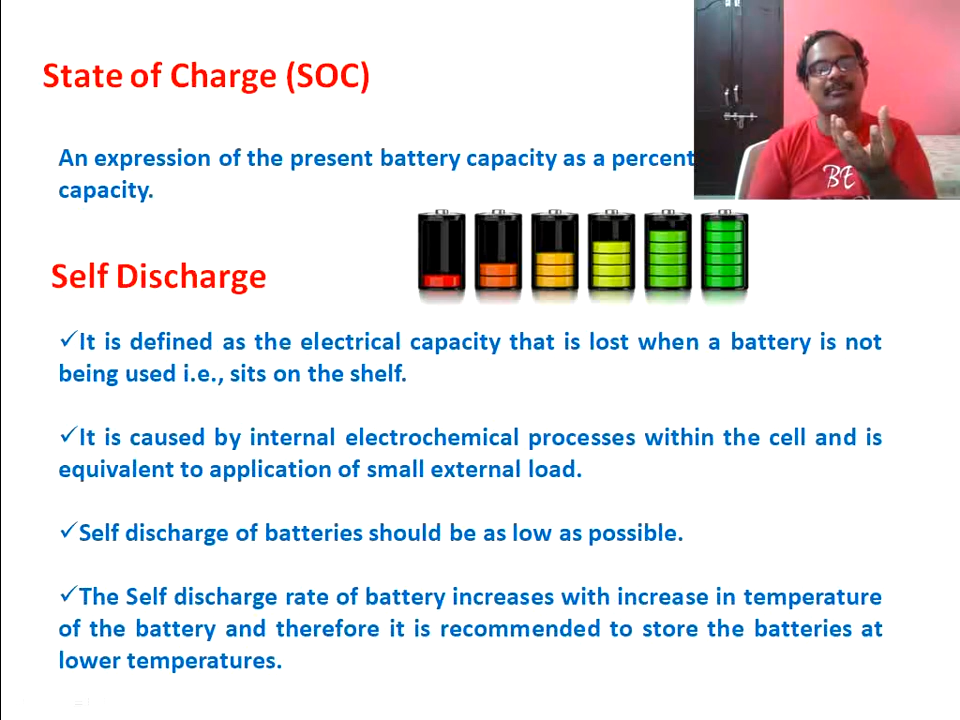 State of Charge (SOC)
An expression of the present battery capacity as a percent
capacity.
BE
Self Discharge
✓It is defined as the electrical capacity that is lost when a battery is not
being used i.e., sits on the shelf.
✓It is caused by internal electrochemical processes within the cell and is
equivalent to application of small external load.
✓Self discharge of batteries should be as low as possible.
✓The Self discharge rate of battery increases with increase in temperature
of the battery and therefore it is recommended to store the batteries at
lower temperatures.